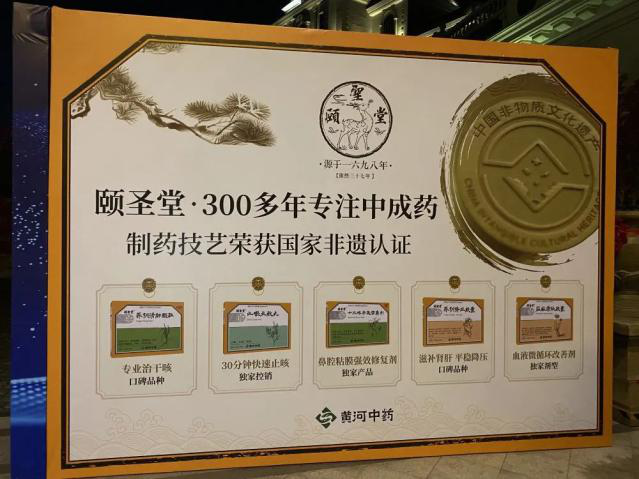 颐聖堂
·源于一六九八年·
【康熙三十七年】
中国非物质文化遗产
CHINA INTANGIBLE CULTURAL HERITAGE
颐圣堂·300多年专注中成药
制药技艺荣获国家非遗认证
专业治干咳
口碑品种
30分钟快速止咳
独家控销
鼻腔粘膜强效修复剂
独家产品
滋补肾肝 平稳降压
口碑品种
血液微循环改善剂
独家剂型
黄河中药